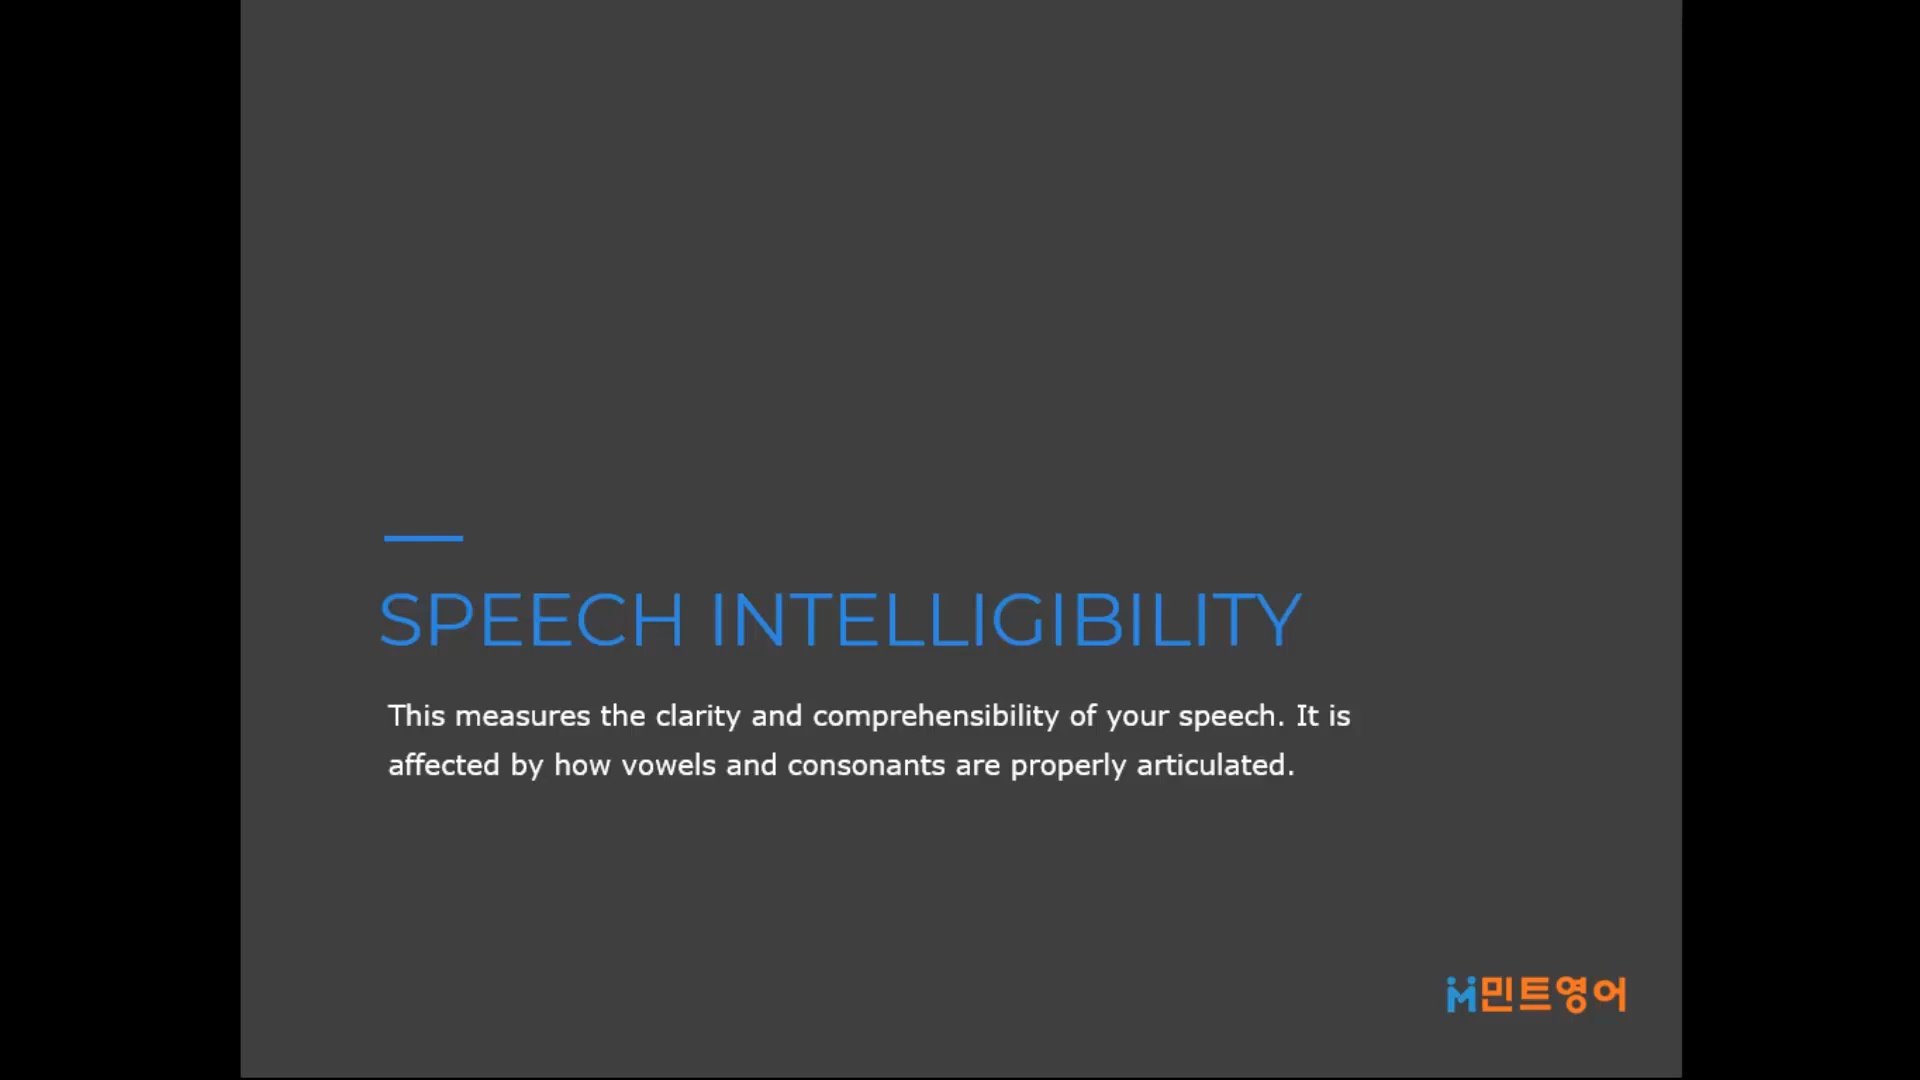 SPEECH INTELLIGIBILITY
This measures the clarity and comprehensibility of your speech. It is
affected by how vowels and consonants are properly articulated.
민트영어